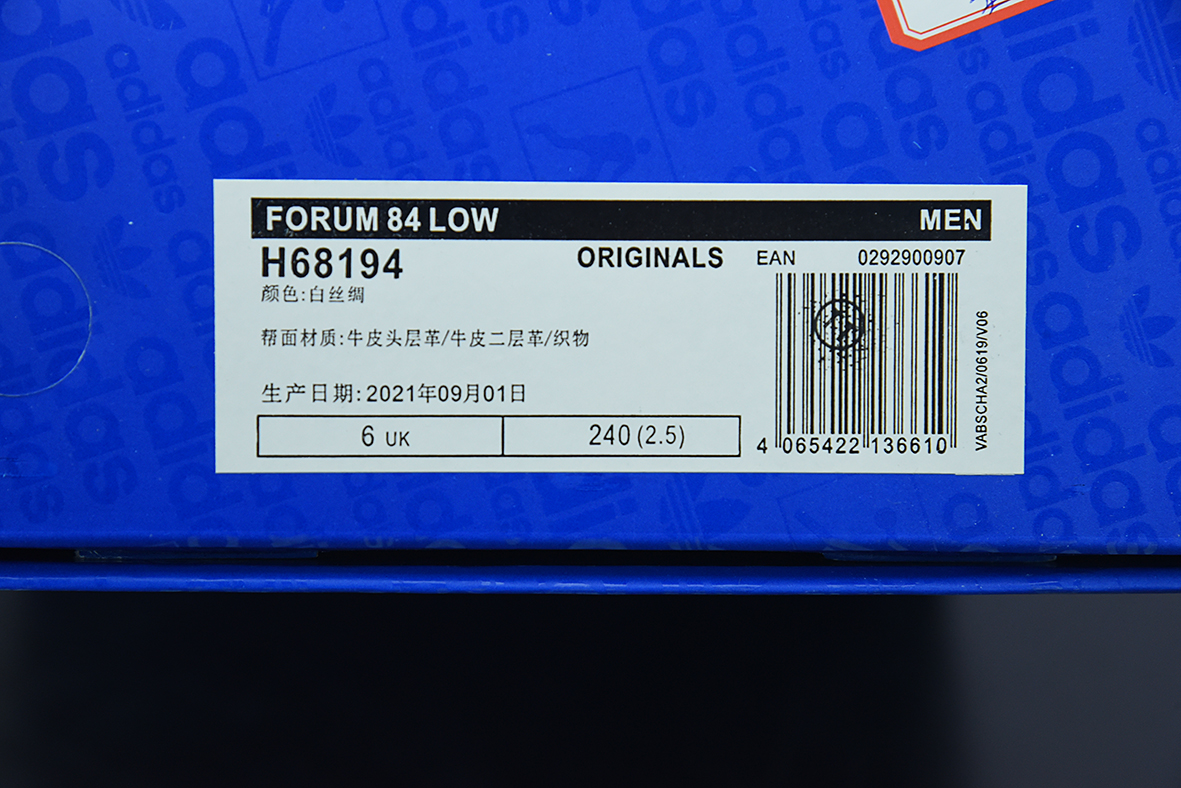 FORUM 84 LOW MEN
H68194 ORIGINALS EAN 0292900907
颜色:白丝绸
帮面材质:牛皮头层革/牛皮二层革/织物
生产日期:2021年09月01日
6 UK 240(2.5)
4 065422 136610
VABSCHA2/0619/V06
adidas